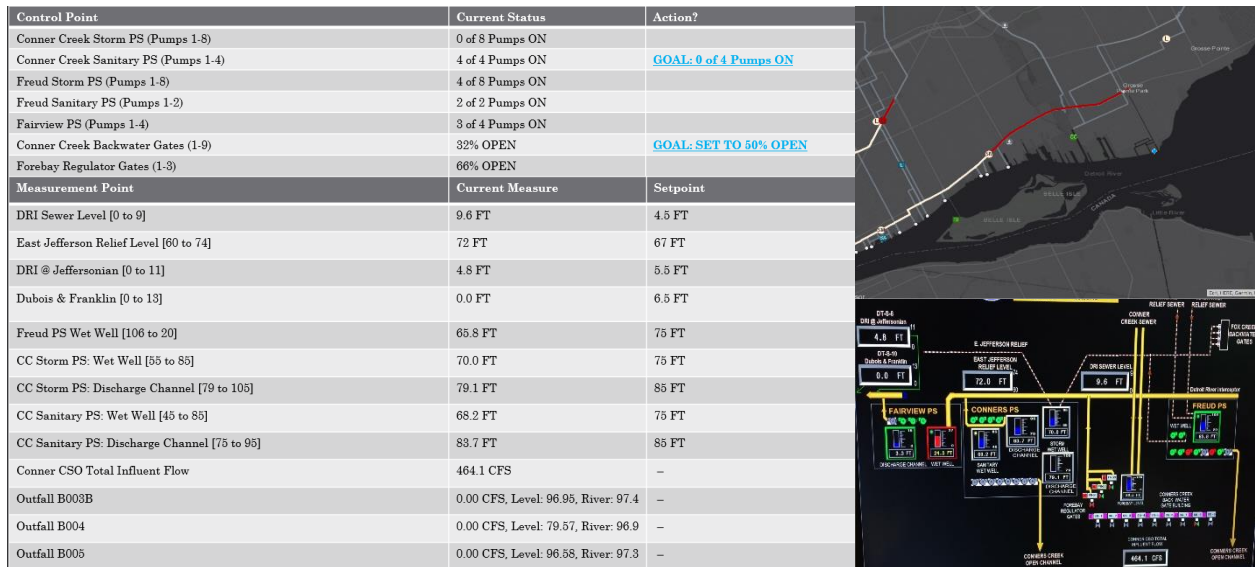 Control Point Current Status Action?
Conner Creek Storm PS (Pumps 1-8) 0 of 8 Pumps ON
Conner Creek Sanitary PS (Pumps 1-4) 4 of 4 Pumps ON GOAL: 0 of 4 Pumps ON
Freud Storm PS (Pumps 1-8) 4 of 8 Pumps ON
Freud Sanitary PS (Pumps 1-2) 2 of 2 Pumps ON
Fairview PS (Pumps 1-4) 3 of 4 Pumps ON
Conner Creek Backwater Gates (1-9) 32% OPEN GOAL: SET TO 50% OPEN
Forebay Regulator Gates (1-3) 66% OPEN
Measurement Point Current Measure Setpoint
DRI Sewer Level [0 to 9] 9.6 FT 4.5 FT
East Jefferson Relief Level [60 to 74] 72 FT 67 FT
DRI @ Jeffersonian [0 to 11] 4.8 FT 5.5 FT
Dubois & Franklin [0 to 13] 0.0 FT 6.5 FT
Freud PS Wet Well [106 to 20] 65.8 FT 75 FT
CC Storm PS: Wet Well [55 to 85] 70.0 FT 75 FT
CC Storm PS: Discharge Channel [79 to 105] 79.1 FT 85 FT
CC Sanitary PS: Wet Well [45 to 85] 68.2 FT 75 FT
CC Sanitary PS: Discharge Channel [75 to 95] 83.7 FT 85 FT
Conner CSO Total Influent Flow 464.1 CFS –
Outfall B003B 0.00 CFS, Level: 96.95, River: 97.4 –
Outfall B004 0.00 CFS, Level: 79.57, River: 96.9 –
Outfall B005 0.00 CFS, Level: 96.58, River: 97.3 –
Grosse Pointe
Grosse
Pointe Park
Detroit River
BELLE ISLE
BELLE ISLE
CANADA
Little River
RELIEF SEWER
RELIEF SEWER
CONNER
CREEK SEWER
DT-S-8
DRI @ Jeffersonian
11
4.8 FT
0
DT-S-10
Dubois & Franklin
13
0.0 FT
0
E. JEFFERSON RELIEF
EAST JEFFERSON
RELIEF LEVEL
72.0 FT
DRI SEWER LEVEL
9.6 FT
FOX CREEK
BACKWATER
GATES
Detroit River Interceptor
FAIRVIEW PS
CONNERS PS
FREUD PS
WET WELL
DISCHARGE CHANNEL
WET WELL
SANITARY
WET WELL
DISCHARGE
CHANNEL
STORM
WET WELL
DISCHARGE
CHANNEL
FOREBAY
REGULATOR
GATES
CONNERS CREEK
BACK WATER
GATE BUILDING
CONNER CSO TOTAL
INFLUENT FLOW
464.1 CFS
CONNERS CREEK
OPEN CHANNEL
CONNERS CREEK
OPEN CHANNEL